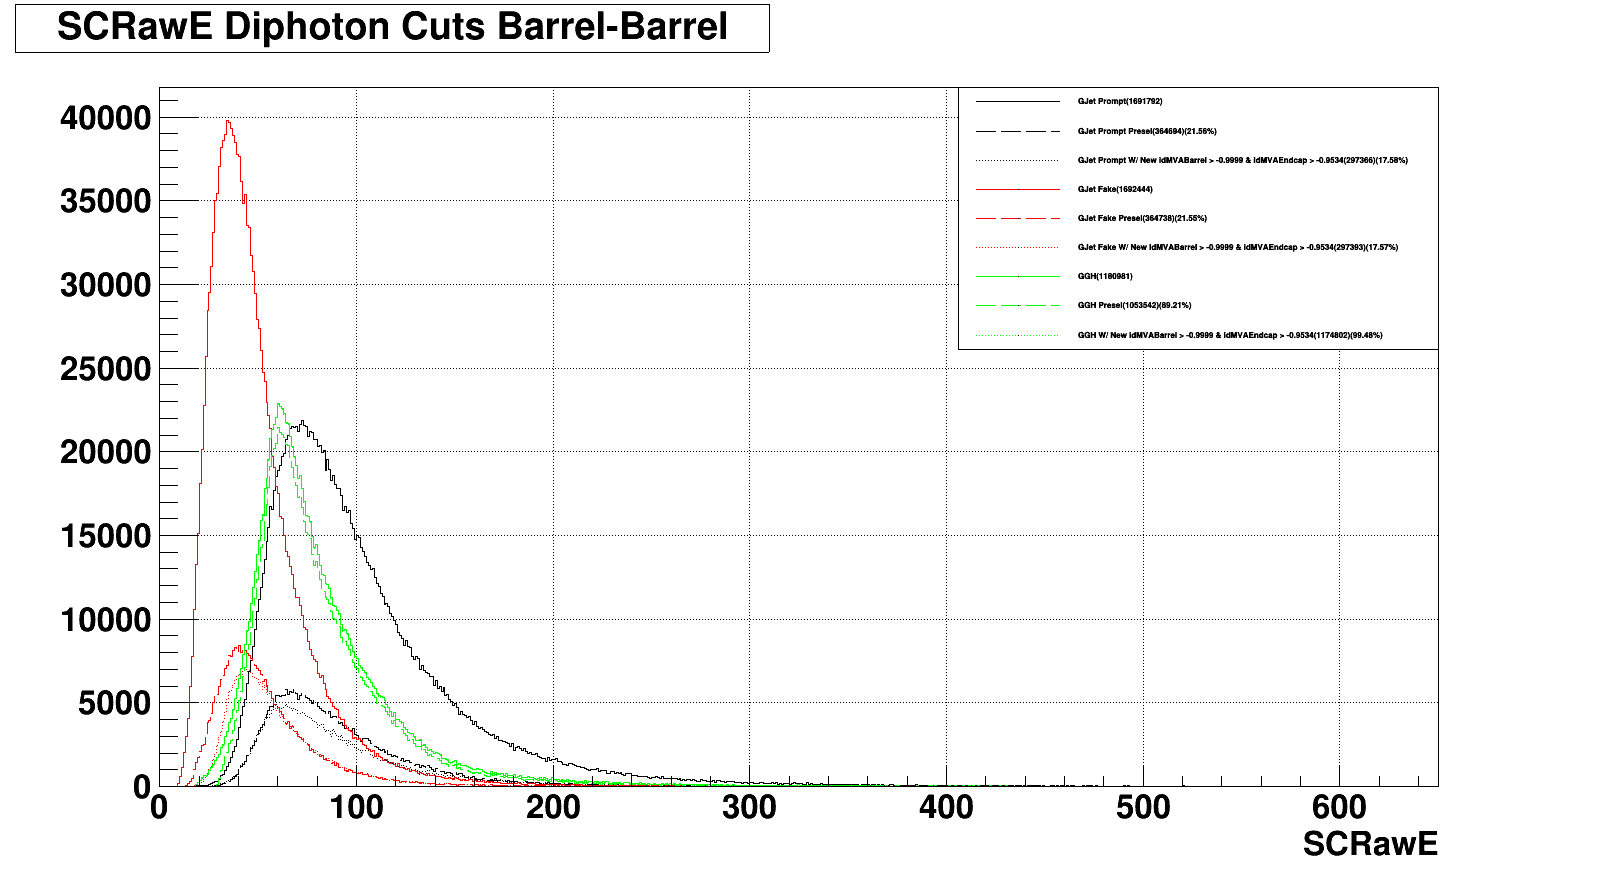 SCRawE Diphoton Cuts Barrel-Barrel
GJet Prompt(1691792)
GJet Prompt Presel(364694)(21.56%)
GJet Prompt W/ New idMVABarrel > -0.9999 & idMVAEndcap > -0.9534(297366)(17.58%)
GJet Fake(1692444)
GJet Fake Presel(364738)(21.55%)
GJet Fake W/ New idMVABarrel > -0.9999 & idMVAEndcap > -0.9534(297393)(17.57%)
GGH(1180981)
GGH Presel(1053542)(89.21%)
GGH W/ New idMVABarrel > -0.9999 & idMVAEndcap > -0.9534(1174802)(99.48%)
40000
35000
30000
25000
20000
15000
10000
5000
0
0 100 200 300 400 500 600
SCRawE